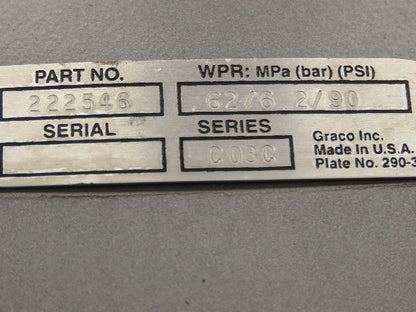 PART NO. WPR: MPa (bar) (PSI)
222548 62/6 2/90
SERIAL SERIES
C03C
Graco Inc.
Made in U.S.A.
Plate No. 290-3